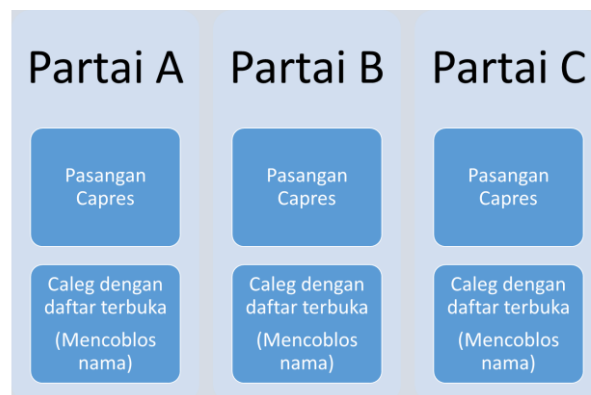 Partai A
Pasangan
Capres
Caleg dengan
daftar terbuka
(Mencoblos
nama)
Partai B
Pasangan
Capres
Caleg dengan
daftar terbuka
(Mencoblos
nama)
Partai C
Pasangan
Capres
Caleg dengan
daftar terbuka
(Mencoblos
nama)